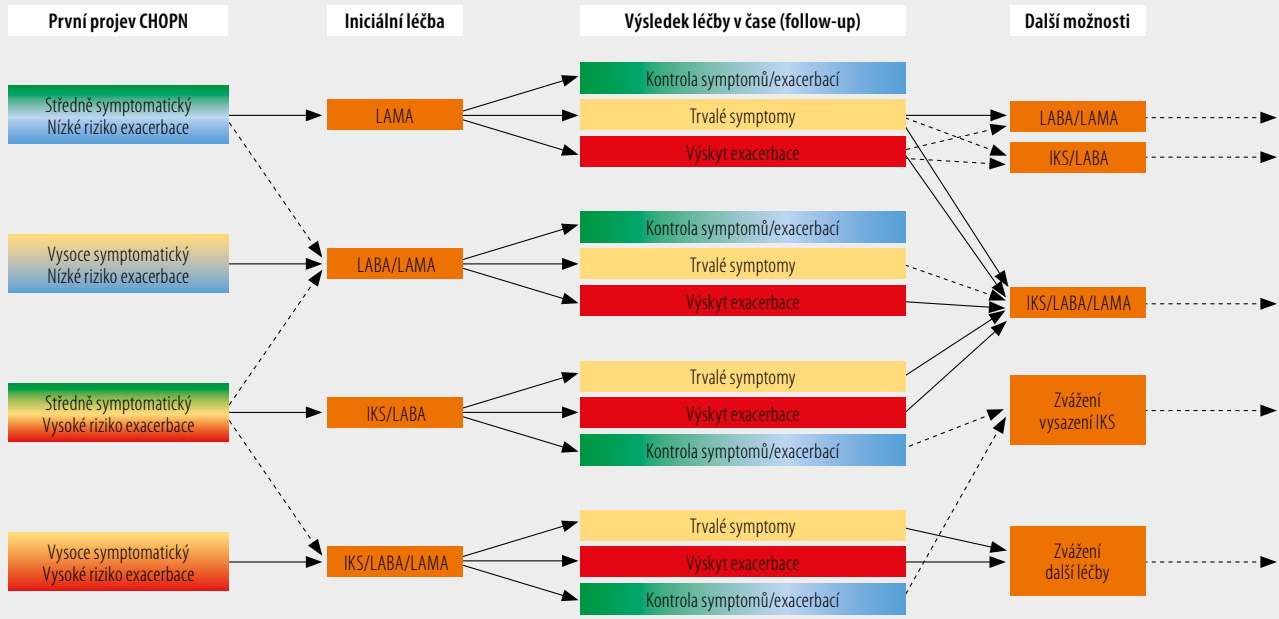 První projev CHOPN
Iniciální léčba
Výsledek léčby v čase (follow-up)
Další možnosti
Středně symptomatický
Nízké riziko exacerbace
LAMA
Kontrola symptomů/exacerbací
Trvalé symptomy
Výskyt exacerbace
LABA/LAMA
IKS/LABA
Vysoce symptomatický
Nízké riziko exacerbace
LABA/LAMA
Kontrola symptomů/exacerbací
Trvalé symptomy
Výskyt exacerbace
IKS/LABA/LAMA
Středně symptomatický
Vysoké riziko exacerbace
IKS/LABA
Trvalé symptomy
Výskyt exacerbace
Kontrola symptomů/exacerbací
Zvážení
vysazení IKS
Vysoce symptomatický
Vysoké riziko exacerbace
IKS/LABA/LAMA
Trvalé symptomy
Výskyt exacerbace
Kontrola symptomů/exacerbací
Zvážení
další léčby